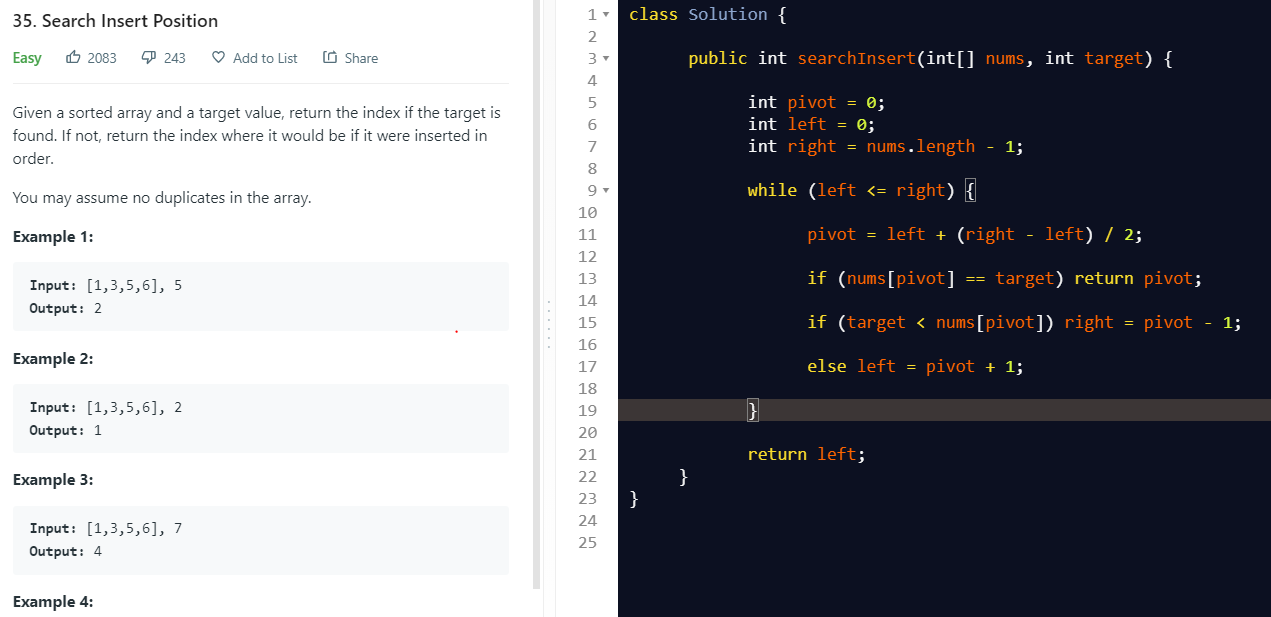 35. Search Insert Position
Easy 2083 243 Add to List Share
Given a sorted array and a target value, return the index if the target is
found. If not, return the index where it would be if it were inserted in
order.
You may assume no duplicates in the array.
Example 1:
Input: [1,3,5,6], 5
Output: 2
Example 2:
Input: [1,3,5,6], 2
Output: 1
Example 3:
Input: [1,3,5,6], 7
Output: 4
Example 4:
1 class Solution {
2
3 public int searchInsert(int[] nums, int target) {
4
5 int pivot = 0;
6 int left = 0;
7 int right = nums.length - 1;
8
9 while (left <= right) {
10
11 pivot = left + (right - left) / 2;
12
13 if (nums[pivot] == target) return pivot;
14
15 if (target < nums[pivot]) right = pivot - 1;
16
17 else left = pivot + 1;
18
19 }
20
21 return left;
22 }
23 }
24
25